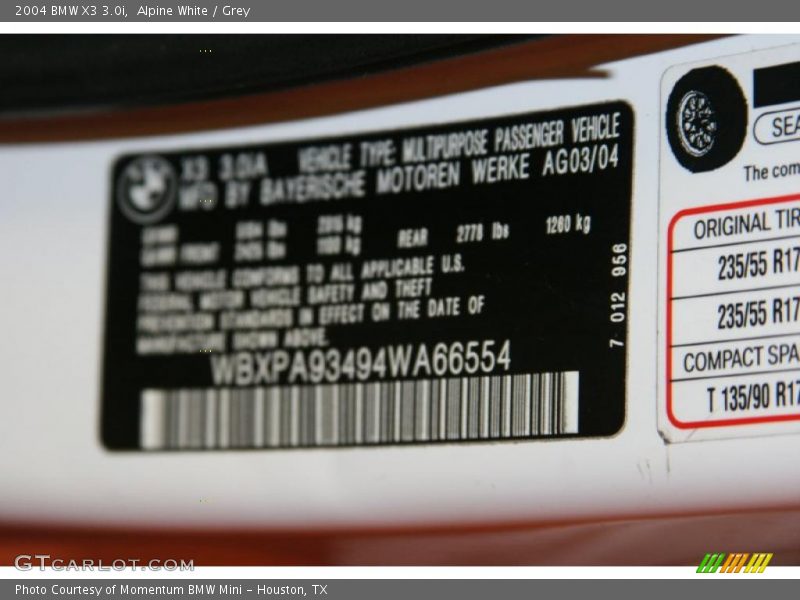 2004 BMW X3 3.0i,  Alpine White / Grey
X3 3.0IA VEHICLE TYPE: MULTIPURPOSE PASSENGER VEHICLE
MFD BY BAYERISCHE MOTOREN WERKE AG03/04
REAR 2778 lbs 1260 kg
THIS VEHICLE CONFORMS TO ALL APPLICABLE U.S.
FEDERAL MOTOR VEHICLE SAFETY AND THEFT
PREVENTION STANDARDS IN EFFECT ON THE DATE OF
MANUFACTURE SHOWN ABOVE.
WBXPA93494WA66554
7 012 956
SEA
The com
ORIGINAL TIR
235/55 R17
235/55 R17
COMPACT SPA
T 135/90 R17
GTcarlot.com
Photo Courtesy of Momentum BMW Mini - Houston, TX